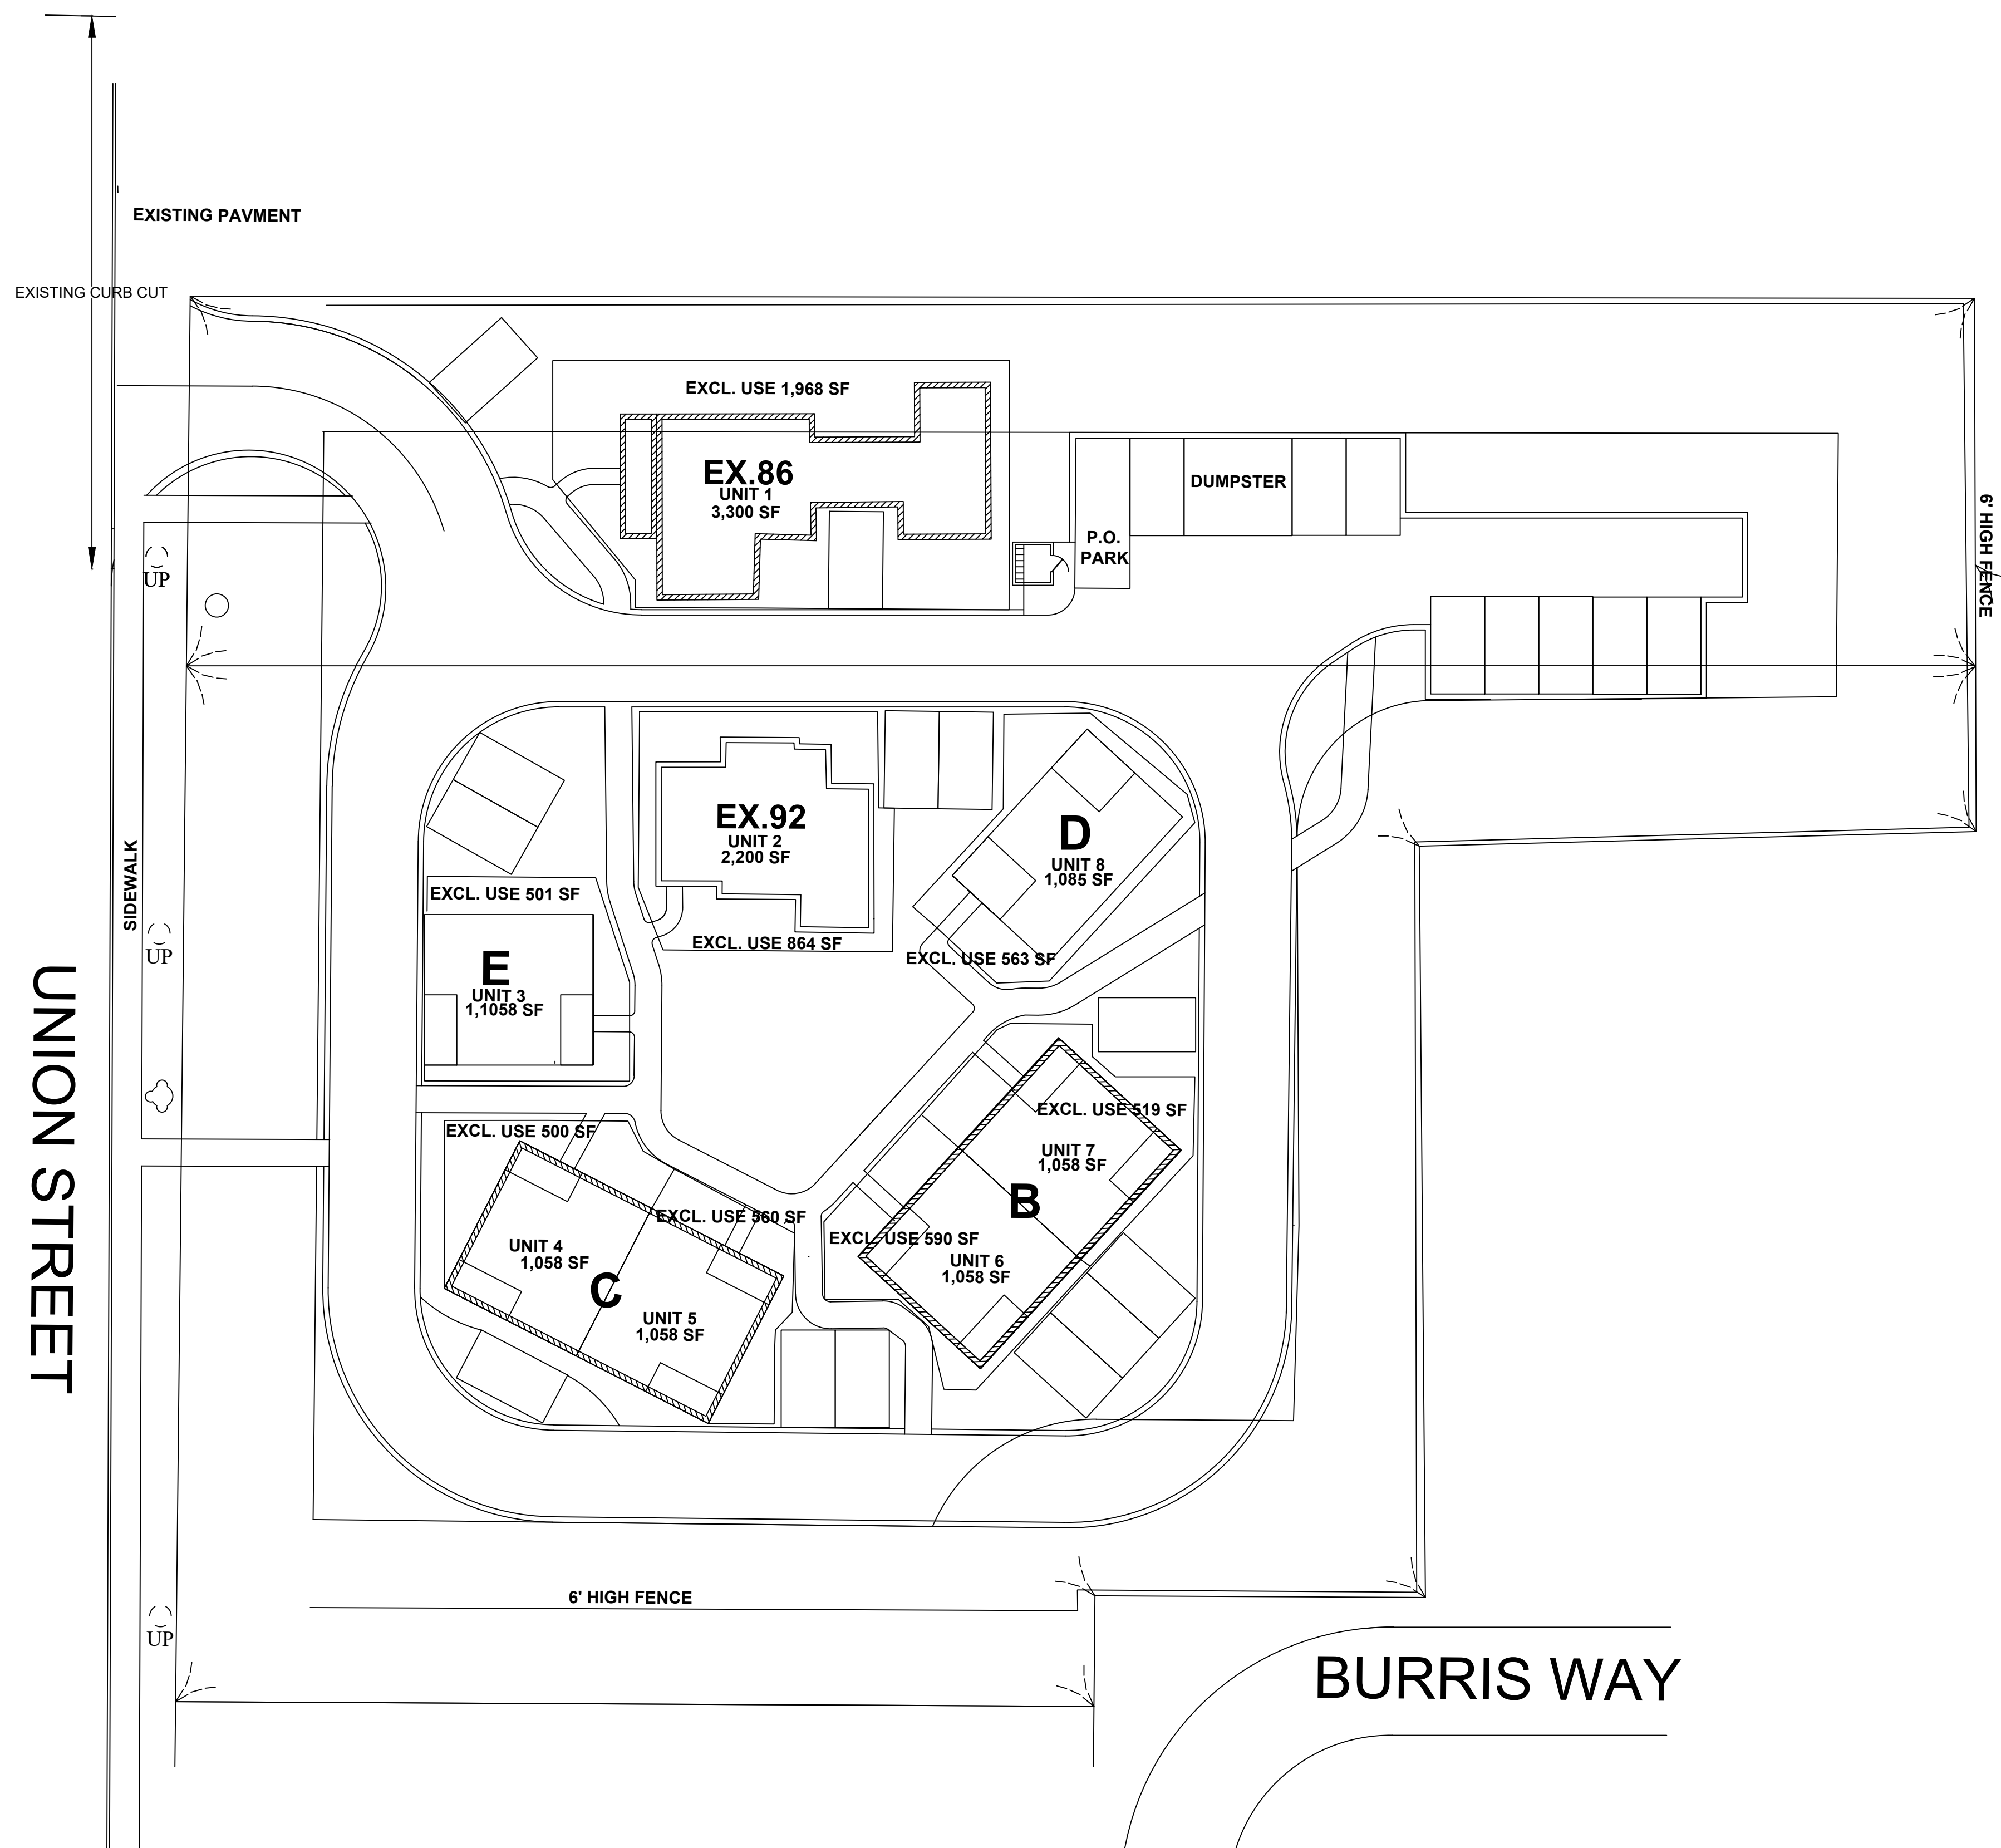 EXISTING PAVMENT
EXISTING CURB CUT
EXCL. USE 1,968 SF
EX.86
UNIT 1
3,300 SF
DUMPSTER
P.O.
PARK
6' HIGH FENCE
UP
EX.92
UNIT 2
2,200 SF
D
UNIT 8
1,085 SF
SIDEWALK
EXCL. USE 501 SF
EXCL. USE 864 SF
EXCL. USE 563 SF
UP
E
UNIT 3
1,1058 SF
UNION STREET
EXCL. USE 500 SF
EXCL. USE 519 SF
UNIT 7
1,058 SF
B
EXCL. USE 560 SF
EXCL. USE 590 SF
UNIT 4
1,058 SF
C
UNIT 5
1,058 SF
UNIT 6
1,058 SF
6' HIGH FENCE
UP
BURRIS WAY